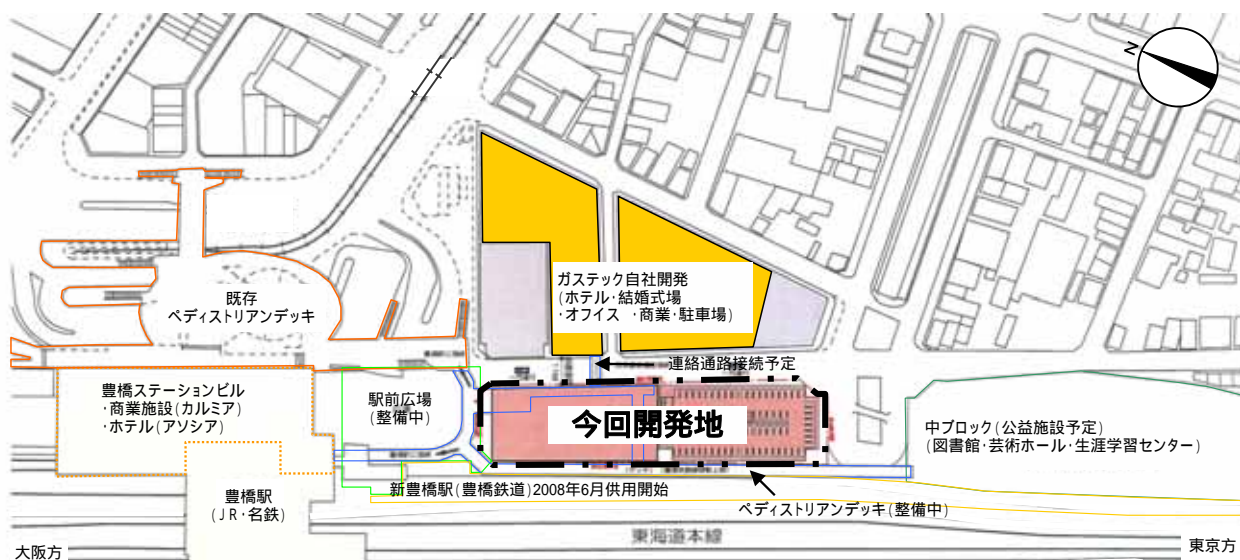 N
既存
ペディストリアンデッキ
ガステック自社開発
(ホテル・結婚式場
・オフィス ・商業・駐車場)
連絡通路接続予定
豊橋ステーションビル
・商業施設(カルミア)
・ホテル(アソシア)
駅前広場
(整備中)
今回開発地
中ブロック(公益施設予定)
(図書館・芸術ホール・生涯学習センター)
新豊橋駅(豊橋鉄道)2008年6月供用開始
豊橋駅
(JR・名鉄)
ペディストリアンデッキ(整備中)
東海道本線
大阪方
東京方